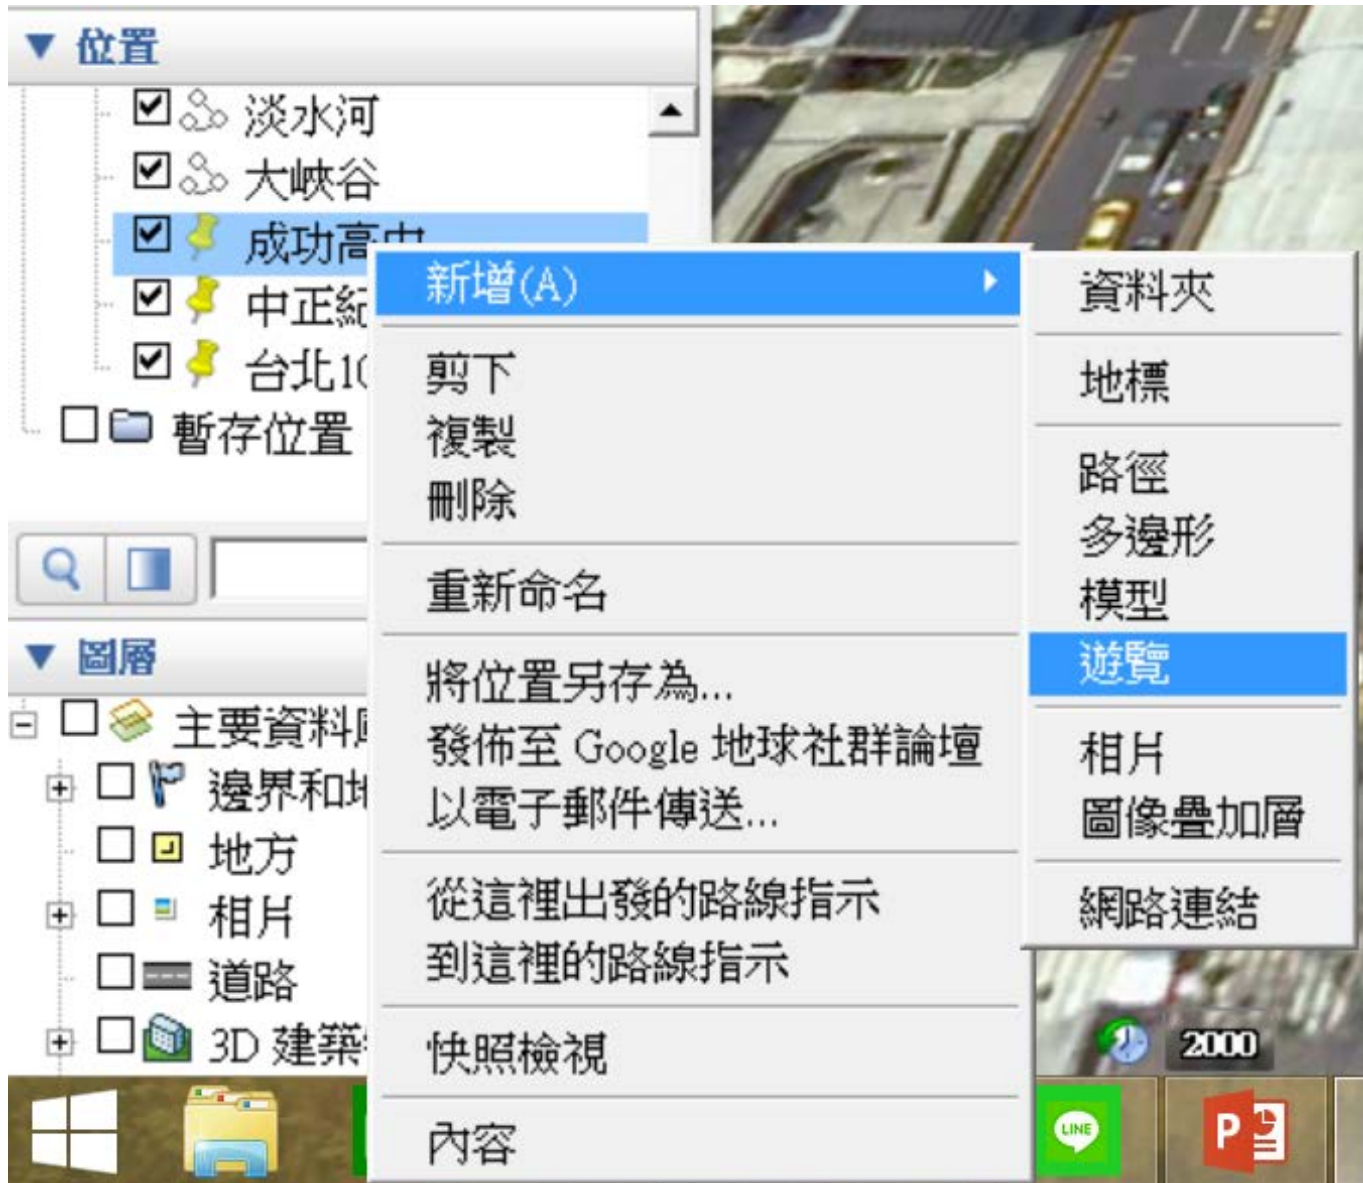 位置
淡水河
大峽谷
成功高中
中正紀
台北10
暫存位置
圖層
主要資料
邊界和地
地方
相片
道路
3D 建築
新增(A)
剪下
複製
刪除
重新命名
將位置另存為...
發佈至 Google 地球社群論壇
以電子郵件傳送...
從這裡出發的路線指示
到這裡的路線指示
快照檢視
內容
資料夾
地標
路徑
多邊形
模型
遊覽
相片
圖像疊加層
網路連結
2000
LINE
P